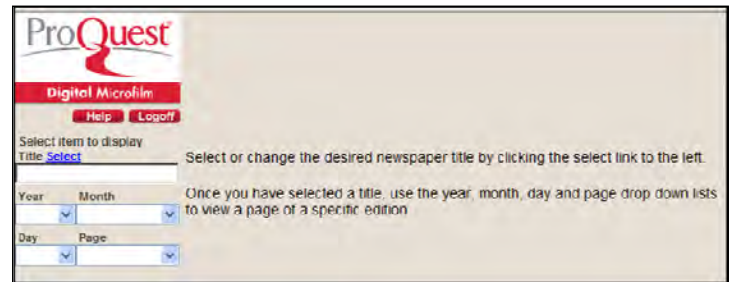 ProQuest
Digital Microfilm
Help Logoff
Select item to display
Title Select
Year Month
Day Page
Select or change the desired newspaper title by clicking the select link to the left.
Once you have selected a title, use the year, month, day and page drop down lists
to view a page of a specific edition